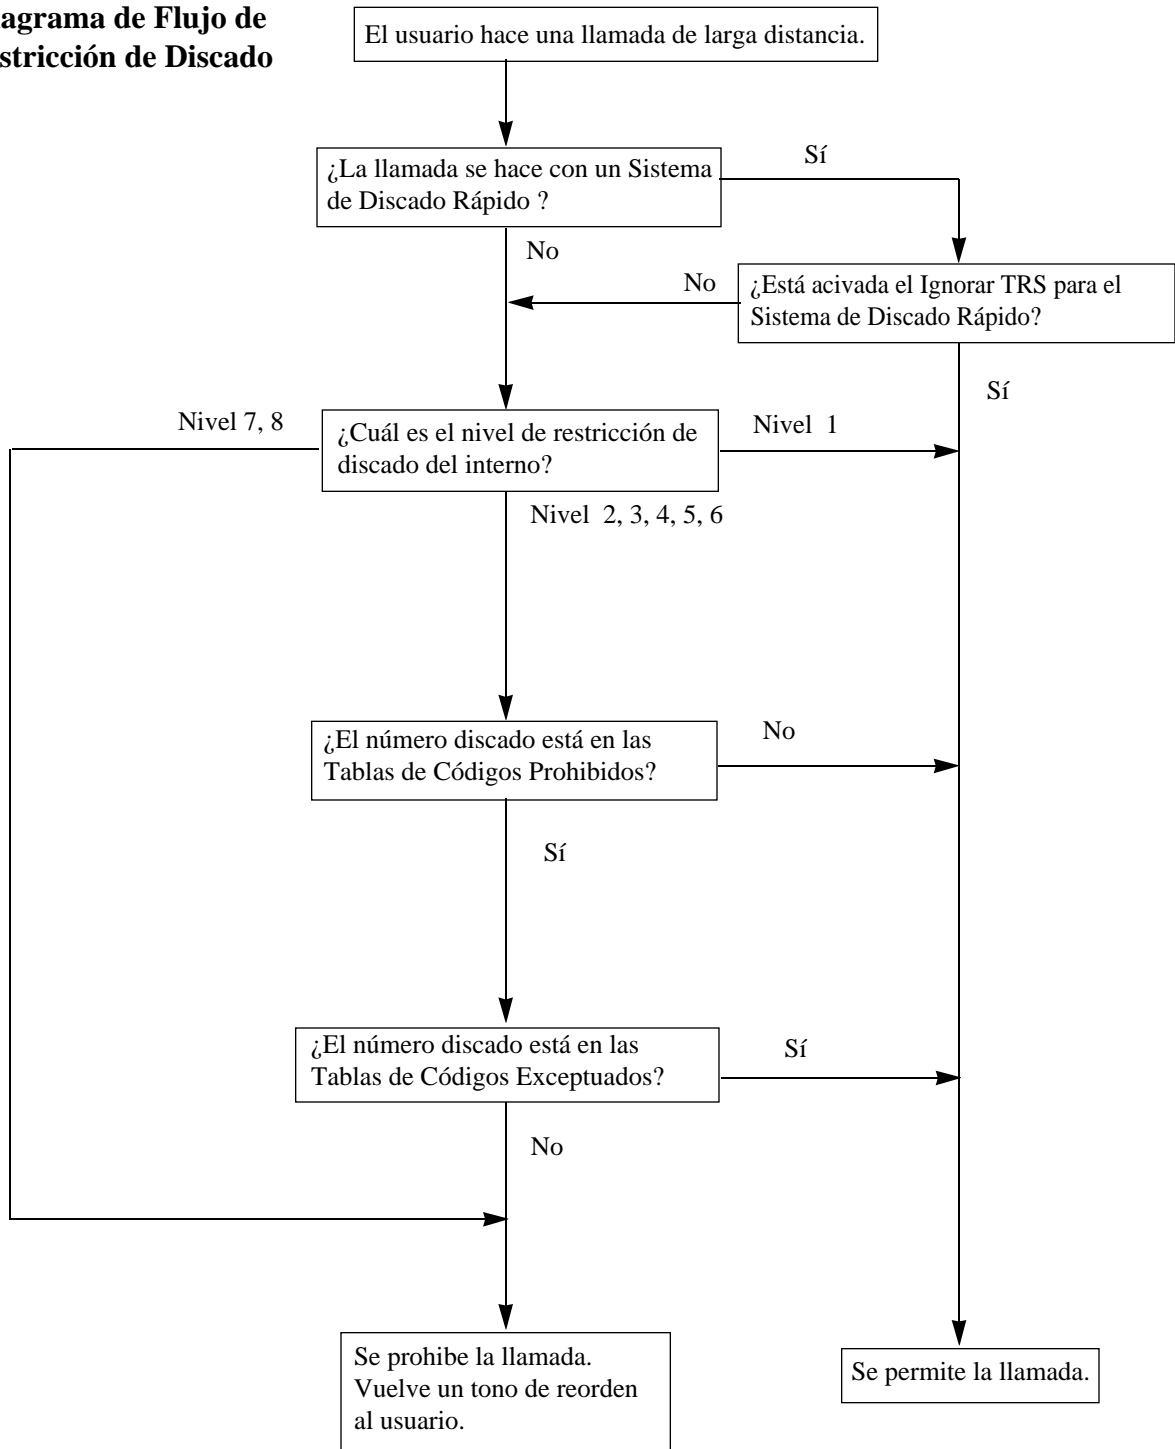 agrama de Flujo de
stricción de Discado
El usuario hace una llamada de larga distancia.
¿La llamada se hace con un Sistema
de Discado Rápido ?
Sí
No
No
¿Está acivada el Ignorar TRS para el
Sistema de Discado Rápido?
Sí
Nivel 7, 8
¿Cuál es el nivel de restricción de
discado del interno?
Nivel 1
Nivel 2, 3, 4, 5, 6
¿El número discado está en las
Tablas de Códigos Prohibidos?
No
Sí
¿El número discado está en las
Tablas de Códigos Exceptuados?
Sí
No
Se prohibe la llamada.
Vuelve un tono de reorden
al usuario.
Se permite la llamada.